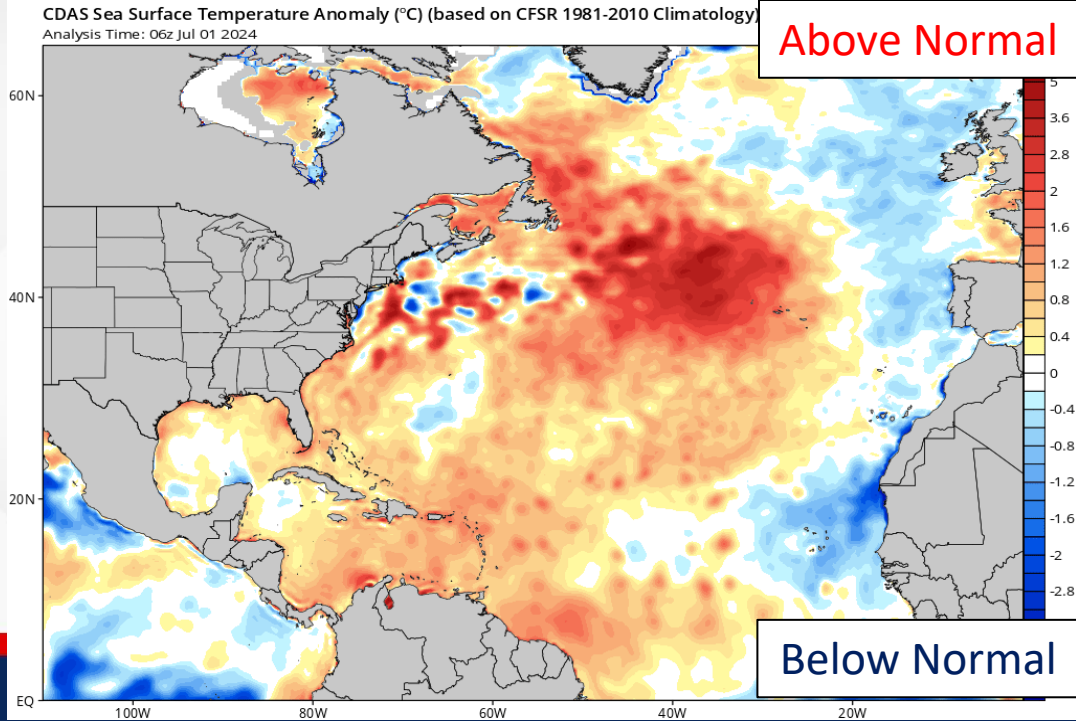 CDAS Sea Surface Temperature Anomaly (°C) (based on CFSR 1981-2010 Climatology)
Analysis Time: 06z Jul 01 2024
Above Normal
60N
40N
20N
EQ
100W
80W
60W
40W
20W
5
3.6
2.8
2
1.6
1.2
0.8
0.4
0
-0.4
-0.8
-1.2
-1.6
-2
-2.8
Below Normal